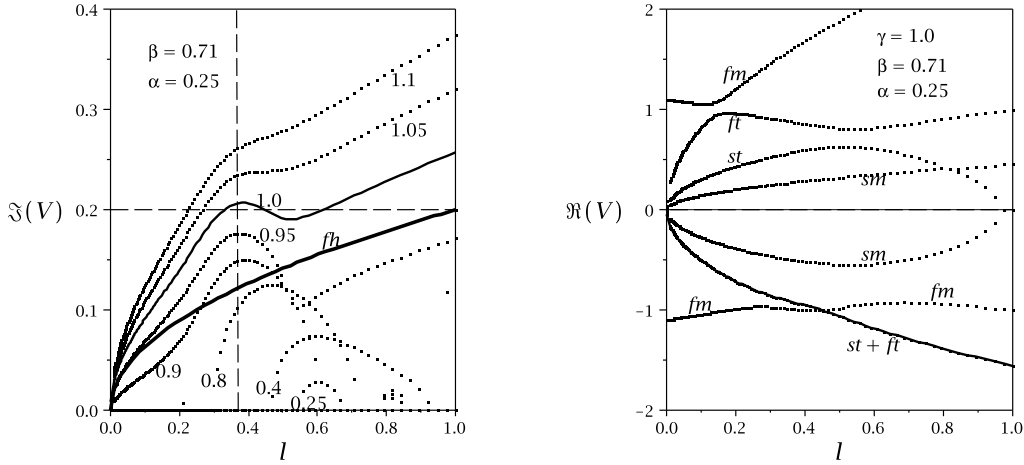 0.4
β = 0.71
α = 0.25
1.1
0.3
1.05
ℑ(V)
0.2
1.0
0.95
fh
0.1
0.9
0.8
0.4
0.25
0.0
0.0 0.2 0.4 0.6 0.8 1.0
l
2
γ = 1.0
β = 0.71
α = 0.25
fm
1
ft
st
sm
ℜ(V)
0
sm
fm
fm
−1
st + ft
−2
0.0 0.2 0.4 0.6 0.8 1.0
l